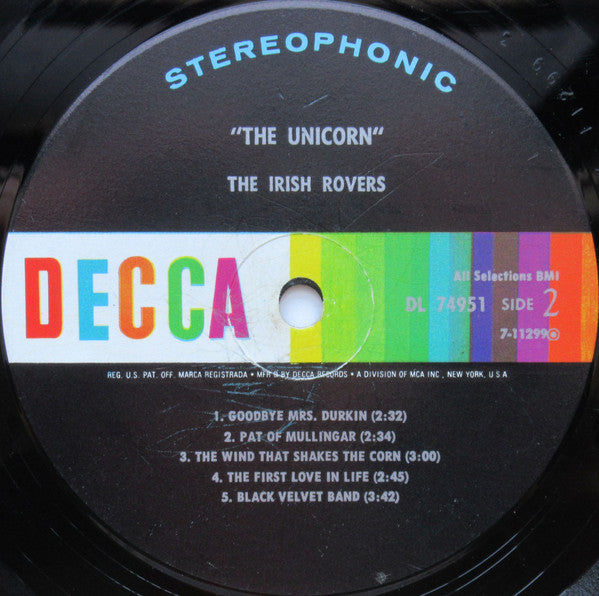 STEREOPHONIC
"THE UNICORN"
THE IRISH ROVERS
DECCA
All Selections BMI
DL 74951 SIDE 2
7-11299
REG. U.S. PAT. OFF. MARCA REGISTRADA • MFR'D BY DECCA RECORDS • A DIVISION OF MCA INC., NEW YORK, U.S.A
1. GOODBYE MRS. DURKIN (2:32)
2. PAT OF MULLINGAR (2:34)
3. THE WIND THAT SHAKES THE CORN (3:00)
4. THE FIRST LOVE IN LIFE (2:45)
5. BLACK VELVET BAND (3:42)